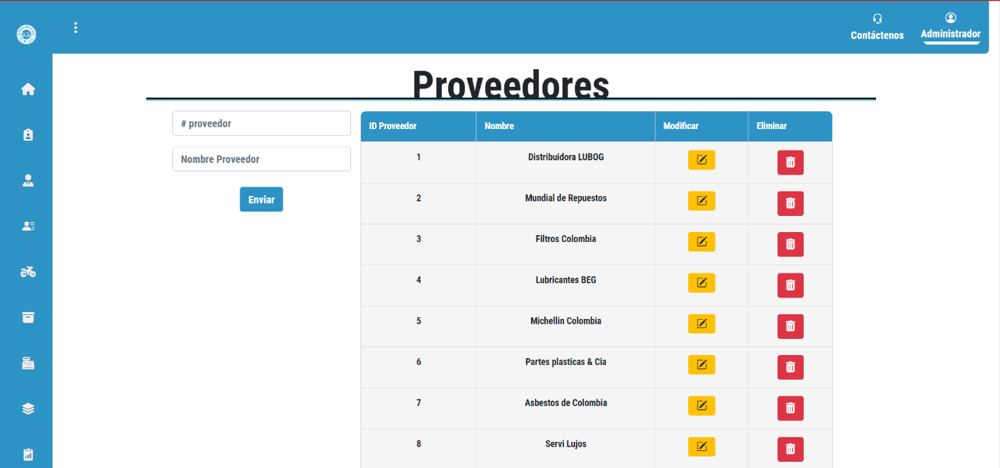 Contáctenos
Administrador
Proveedores
# proveedor
Nombre Proveedor
Enviar
ID Proveedor Nombre Modificar Eliminar
1 Distribuidora LUBOG
2 Mundial de Repuestos
3 Filtros Colombia
4 Lubricantes BEG
5 Michellin Colombia
6 Partes plasticas & Cia
7 Asbestos de Colombia
8 Servi Lujos